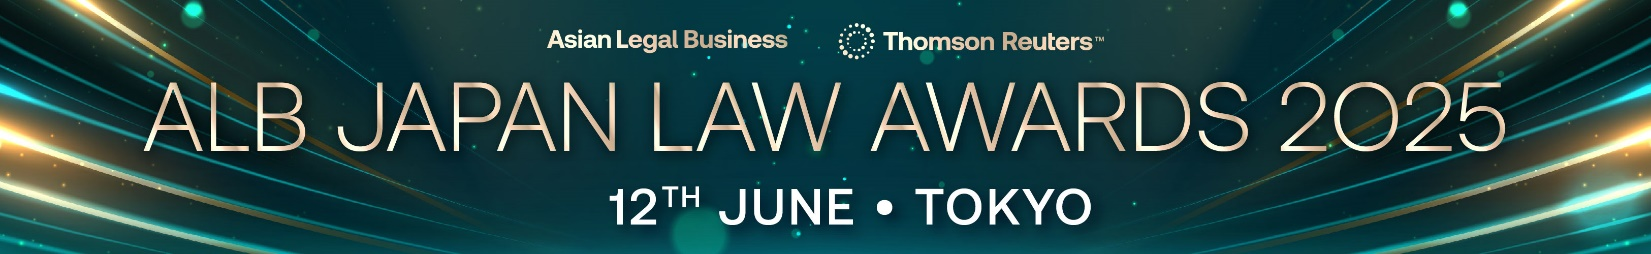 Asian Legal Business Thomson Reuters™
ALB JAPAN LAW AWARDS 2025
12TH JUNE • TOKYO